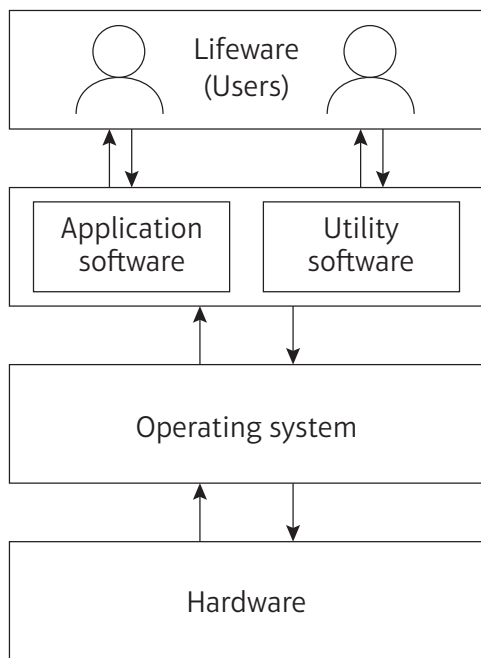 Lifeware
(Users)
Application
software
Utility
software
Operating system
Hardware